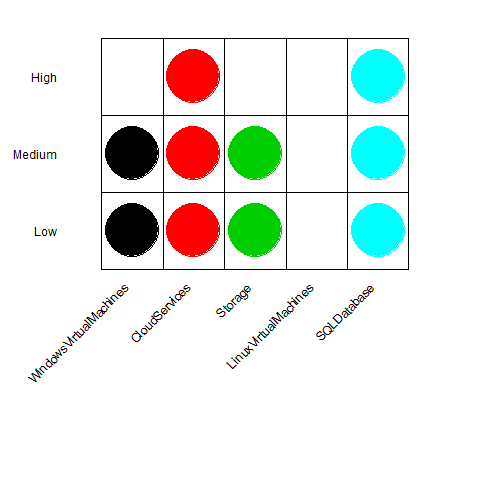 High
Medium
Low
WindowsVirtualMachines
CloudServices
Storage
LinuxVirtualMachines
SQLDatabase